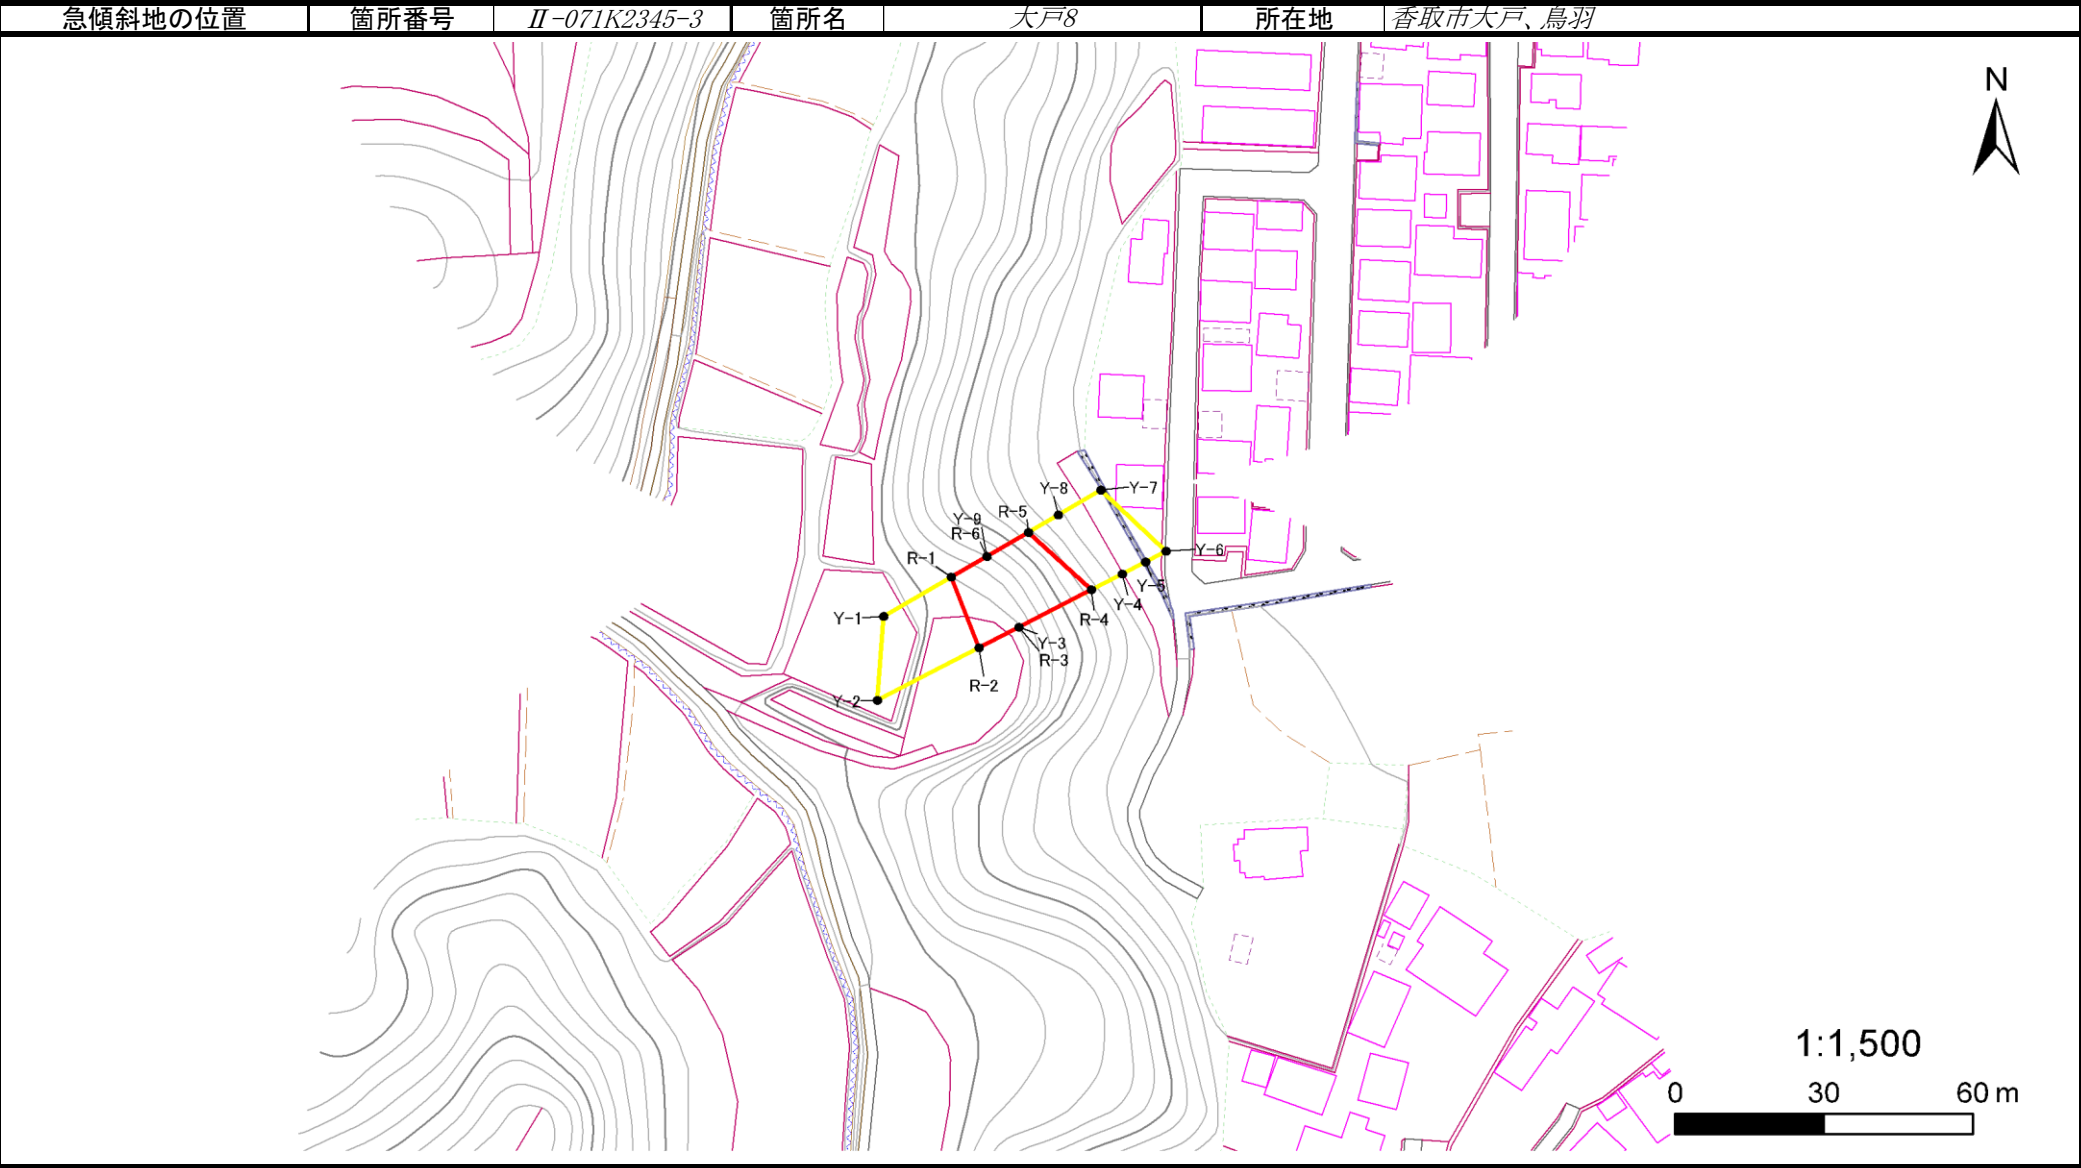 急傾斜地の位置 箇所番号 Ⅱ-071K2345-3 箇所名 大戸8 所在地 香取市大戸、鳥羽
N
Y-8
Y-7
R-5
Y-9
R-6
Y-6
R-1
Y-5
Y-4
Y-1
R-4
Y-3
R-3
R-2
Y-2
1:1,500
0 30 60 m